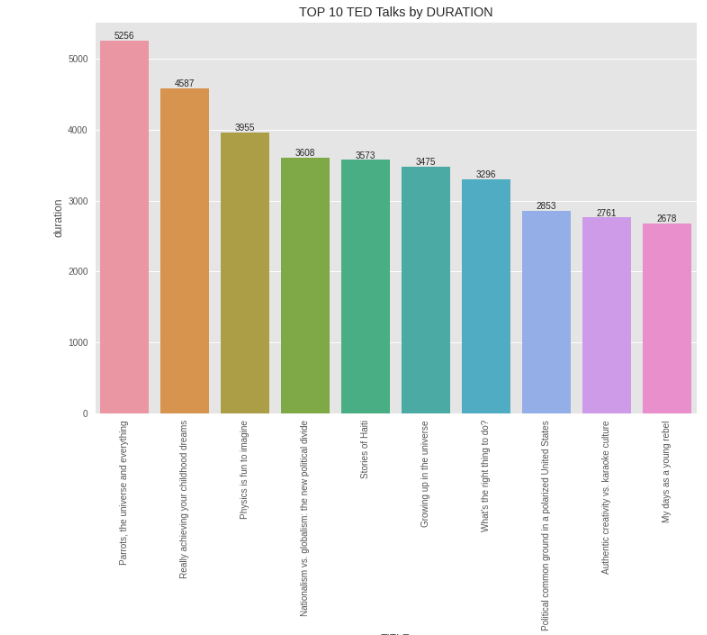 TOP 10 TED Talks by DURATION
duration
5000
4000
3000
2000
1000
0
5256
4587
3955
3608
3573
3475
3296
2853
2761
2678
Parrots, the universe and everything
Really achieving your childhood dreams
Physics is fun to imagine
Nationalism vs. globalism: the new political divide
Stories of Haiti
Growing up in the universe
What's the right thing to do?
Political common ground in a polarized United States
Authentic creativity vs. karaoke culture
My days as a young rebel
TITLE